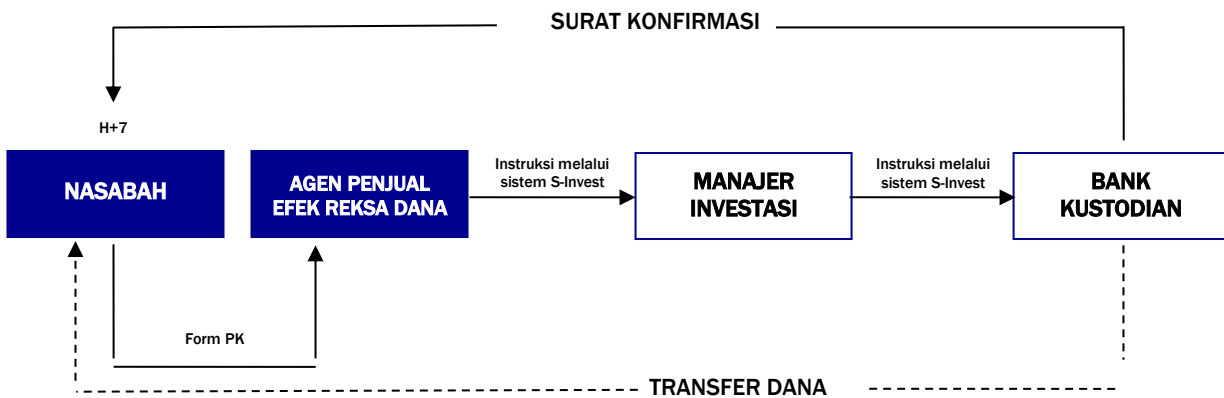 SURAT KONFIRMASI
H+7
NASABAH
AGEN PENJUAL
EFEK REKSA DANA
Instruksi melalui
sistem S-Invest
MANAJER
INVESTASI
Instruksi melalui
sistem S-Invest
BANK
KUSTODIAN
Form PK
TRANSFER DANA